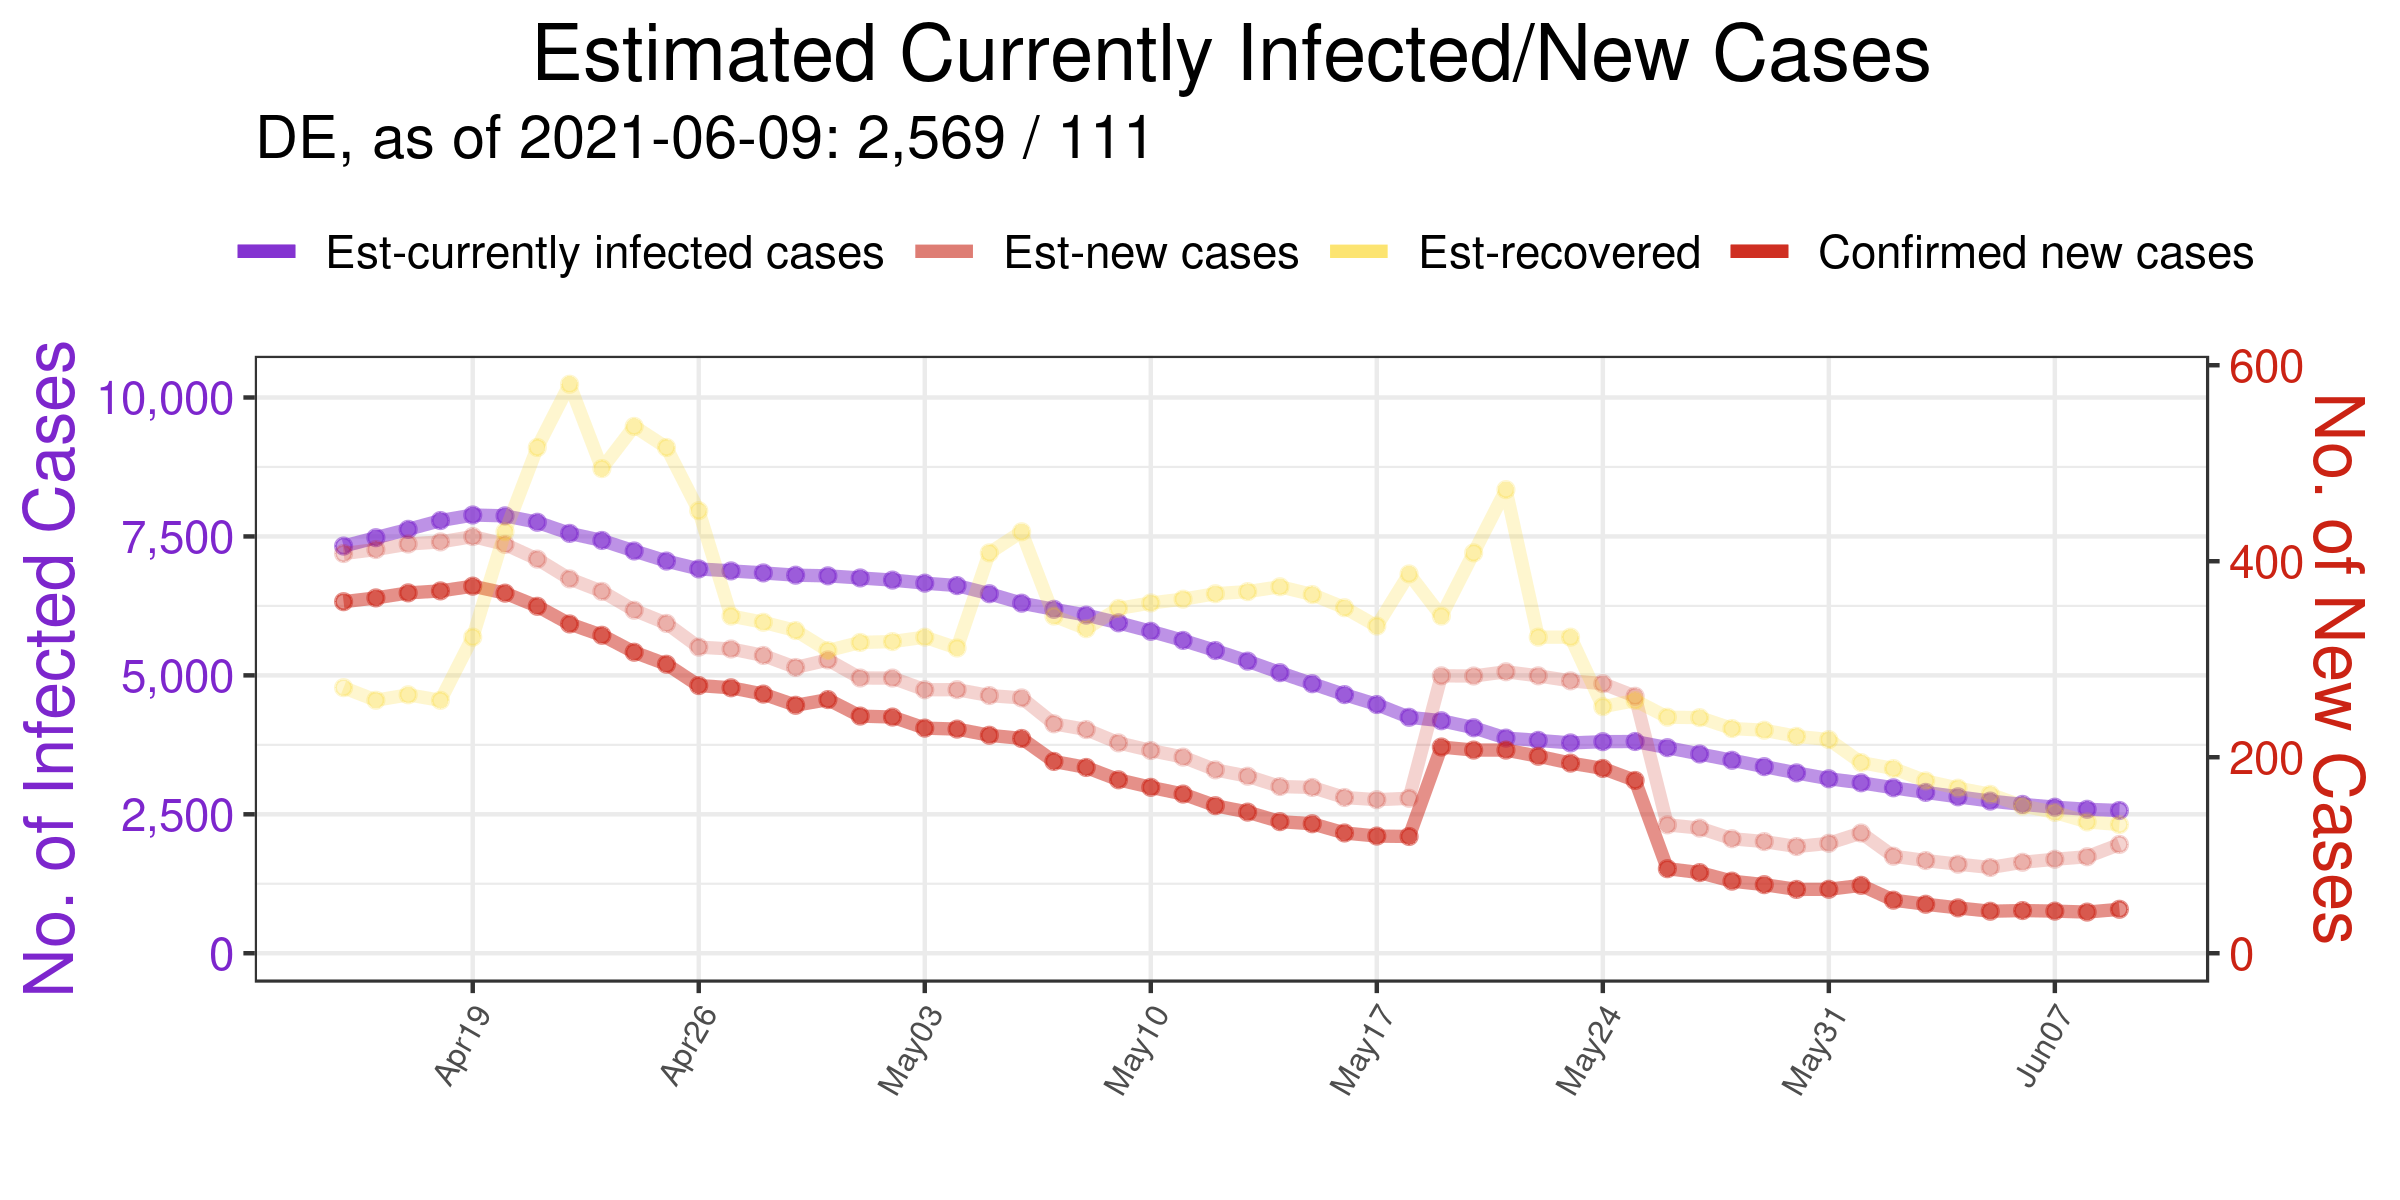 Estimated Currently Infected/New Cases
DE, as of 2021-06-09: 2,569 / 111
Est-currently infected cases Est-new cases Est-recovered Confirmed new cases
No. of Infected Cases
10,000
7,500
5,000
2,500
0
600
400
200
0
No. of New Cases
Apr19 Apr26 May03 May10 May17 May24 May31 Jun07